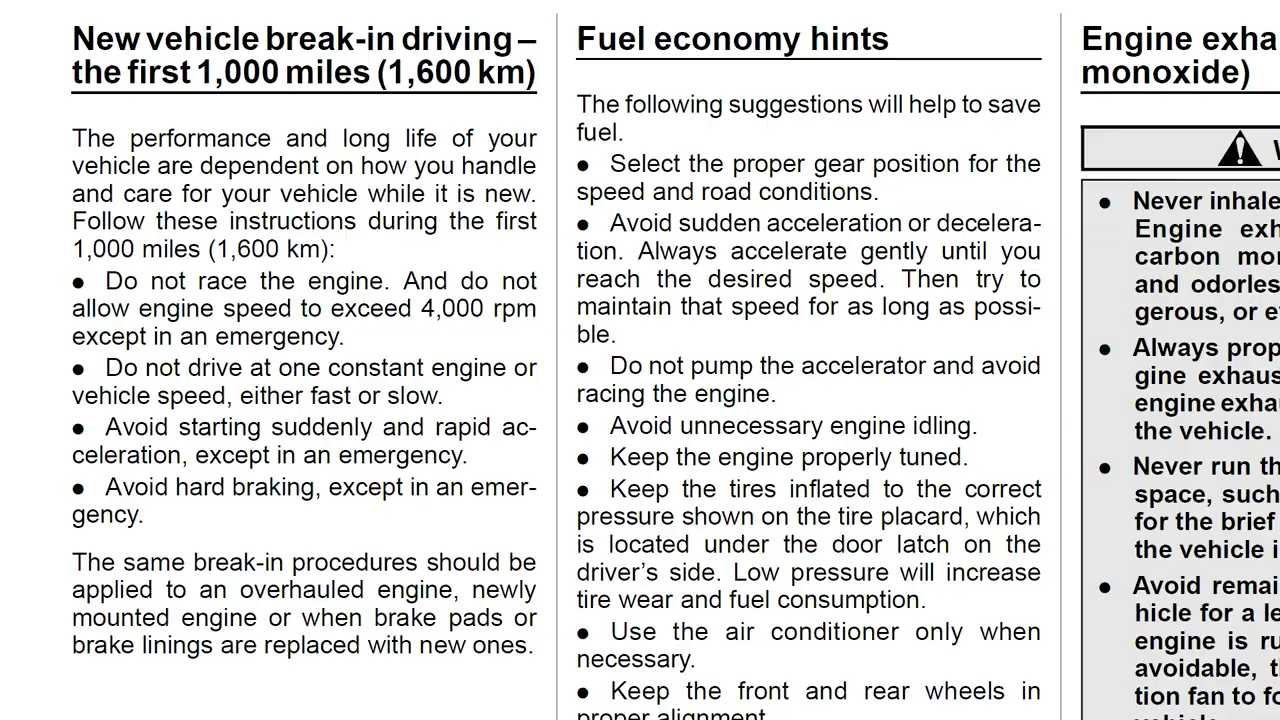 New vehicle break-in driving –
the first 1,000 miles (1,600 km)
The performance and long life of your
vehicle are dependent on how you handle
and care for your vehicle while it is new.
Follow these instructions during the first
1,000 miles (1,600 km):
● Do not race the engine. And do not
allow engine speed to exceed 4,000 rpm
except in an emergency.
● Do not drive at one constant engine or
vehicle speed, either fast or slow.
● Avoid starting suddenly and rapid ac-
celeration, except in an emergency.
● Avoid hard braking, except in an emer-
gency.
The same break-in procedures should be
applied to an overhauled engine, newly
mounted engine or when brake pads or
brake linings are replaced with new ones.
Fuel economy hints
The following suggestions will help to save
fuel.
● Select the proper gear position for the
speed and road conditions.
● Avoid sudden acceleration or decelera-
tion. Always accelerate gently until you
reach the desired speed. Then try to
maintain that speed for as long as possi-
ble.
● Do not pump the accelerator and avoid
racing the engine.
● Avoid unnecessary engine idling.
● Keep the engine properly tuned.
● Keep the tires inflated to the correct
pressure shown on the tire placard, which
is located under the door latch on the
driver's side. Low pressure will increase
tire wear and fuel consumption.
● Use the air conditioner only when
necessary.
● Keep the front and rear wheels in
proper alignment.
Engine exha
monoxide)
● Never inhale
Engine exh
carbon mon
and odorles
gerous, or
● Always prop
gine exhaus
engine exha
the vehicle.
● Never run th
space, such
for the brief
the vehicle
● Avoid remai
hicle for a
engine is ru
avoidable,
tion fan to